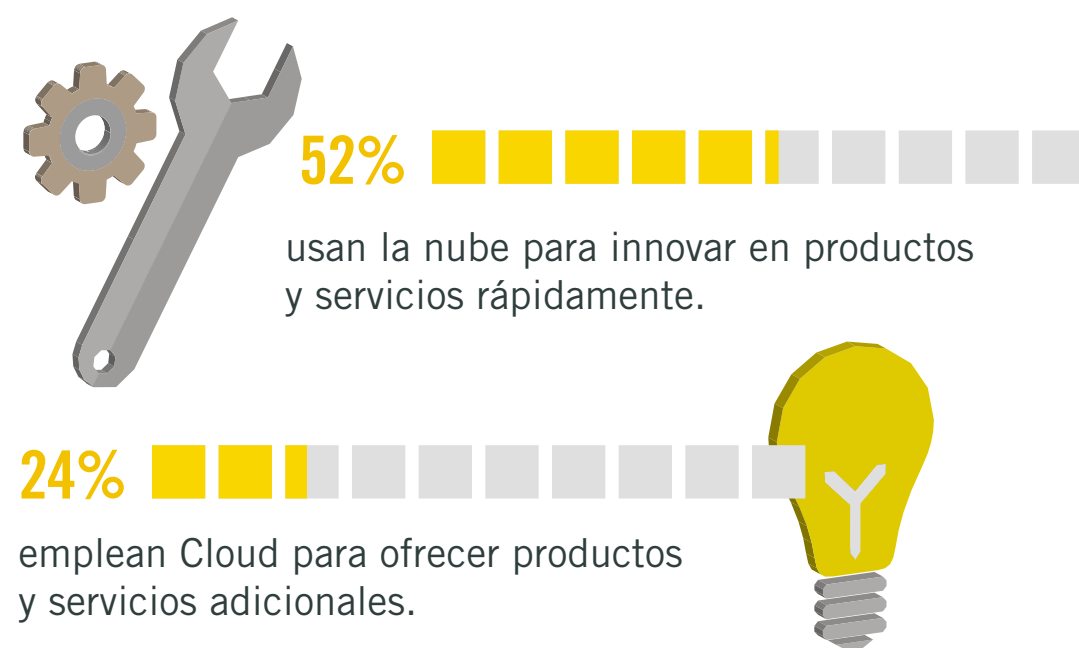 52%
usan la nube para innovar en productos
y servicios rápidamente.
24%
emplean Cloud para ofrecer productos
y servicios adicionales.